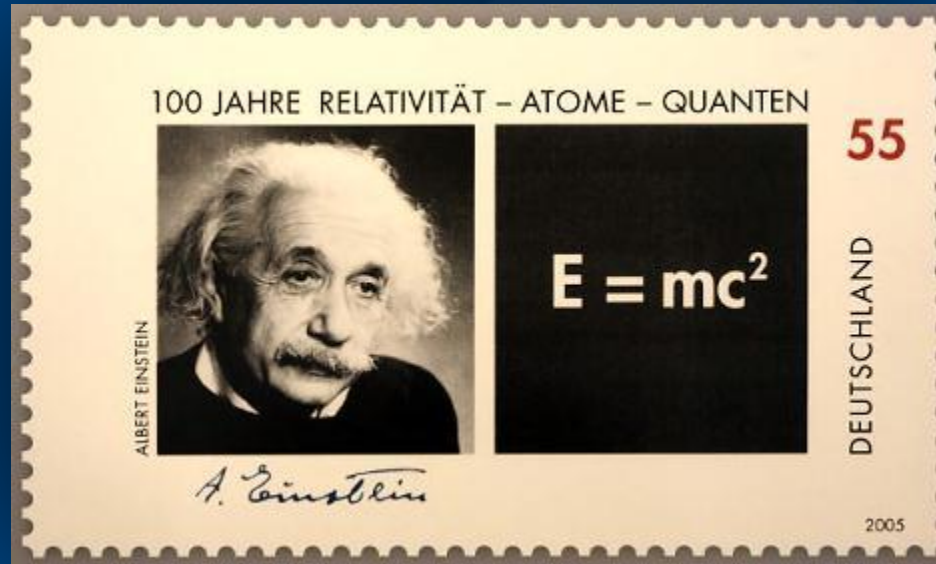 100 JAHRE RELATIVITÄT – ATOME – QUANTEN
55
E = mc²
DEUTSCHLAND
ALBERT EINSTEIN
A. Einstein
2005